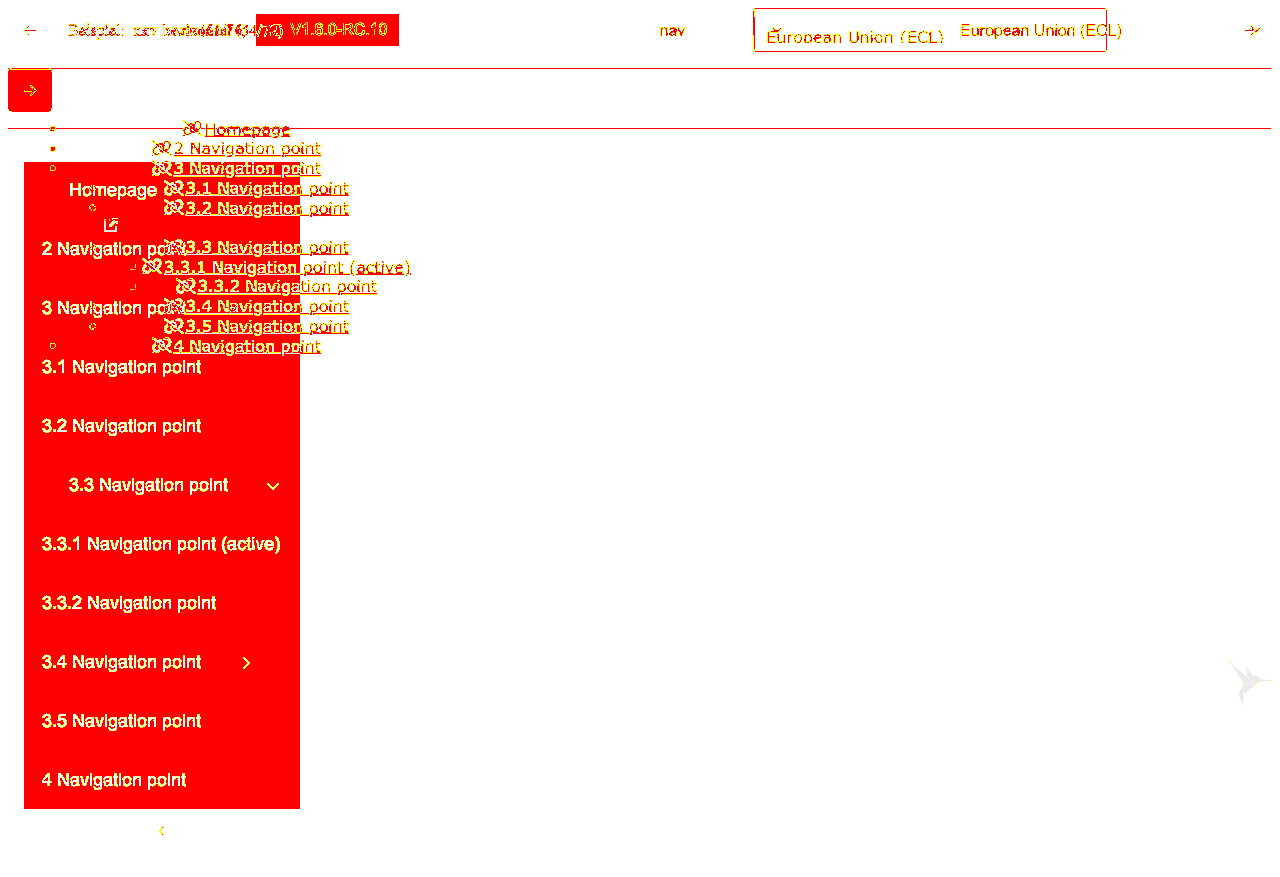 V1.6.0-RC.10
nav
European Union (ECL)
European Union (ECL)
Homepage
2 Navigation point
3 Navigation point
3.1 Navigation point
3.2 Navigation point
3.3 Navigation point
3.3.1 Navigation point (active)
3.3.2 Navigation point
3.4 Navigation point
3.5 Navigation point
4 Navigation point
Homepage
2 Navigation point
3 Navigation point
3.1 Navigation point
3.2 Navigation point
3.3 Navigation point
3.3.1 Navigation point (active)
3.3.2 Navigation point
3.4 Navigation point
3.5 Navigation point
4 Navigation point